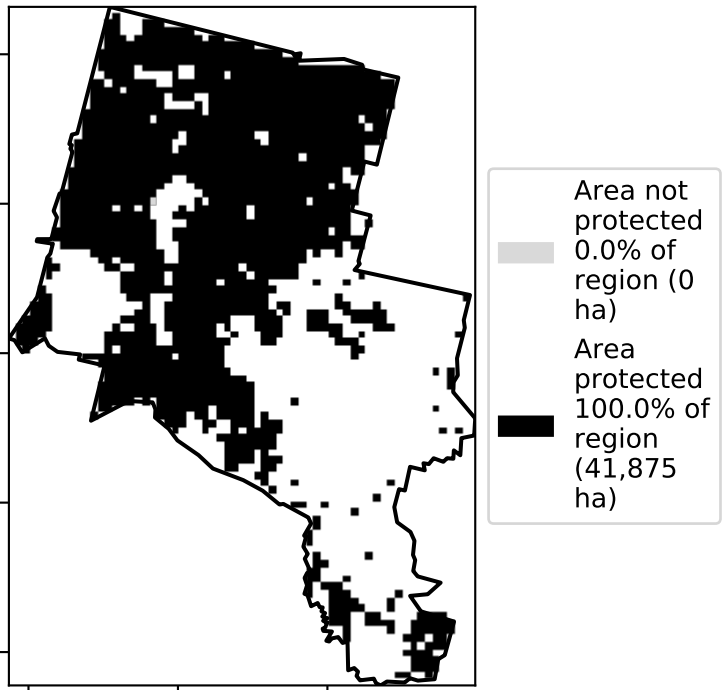 Area not
protected
0.0% of
region (0
ha)
Area
protected
100.0% of
region
(41,875
ha)